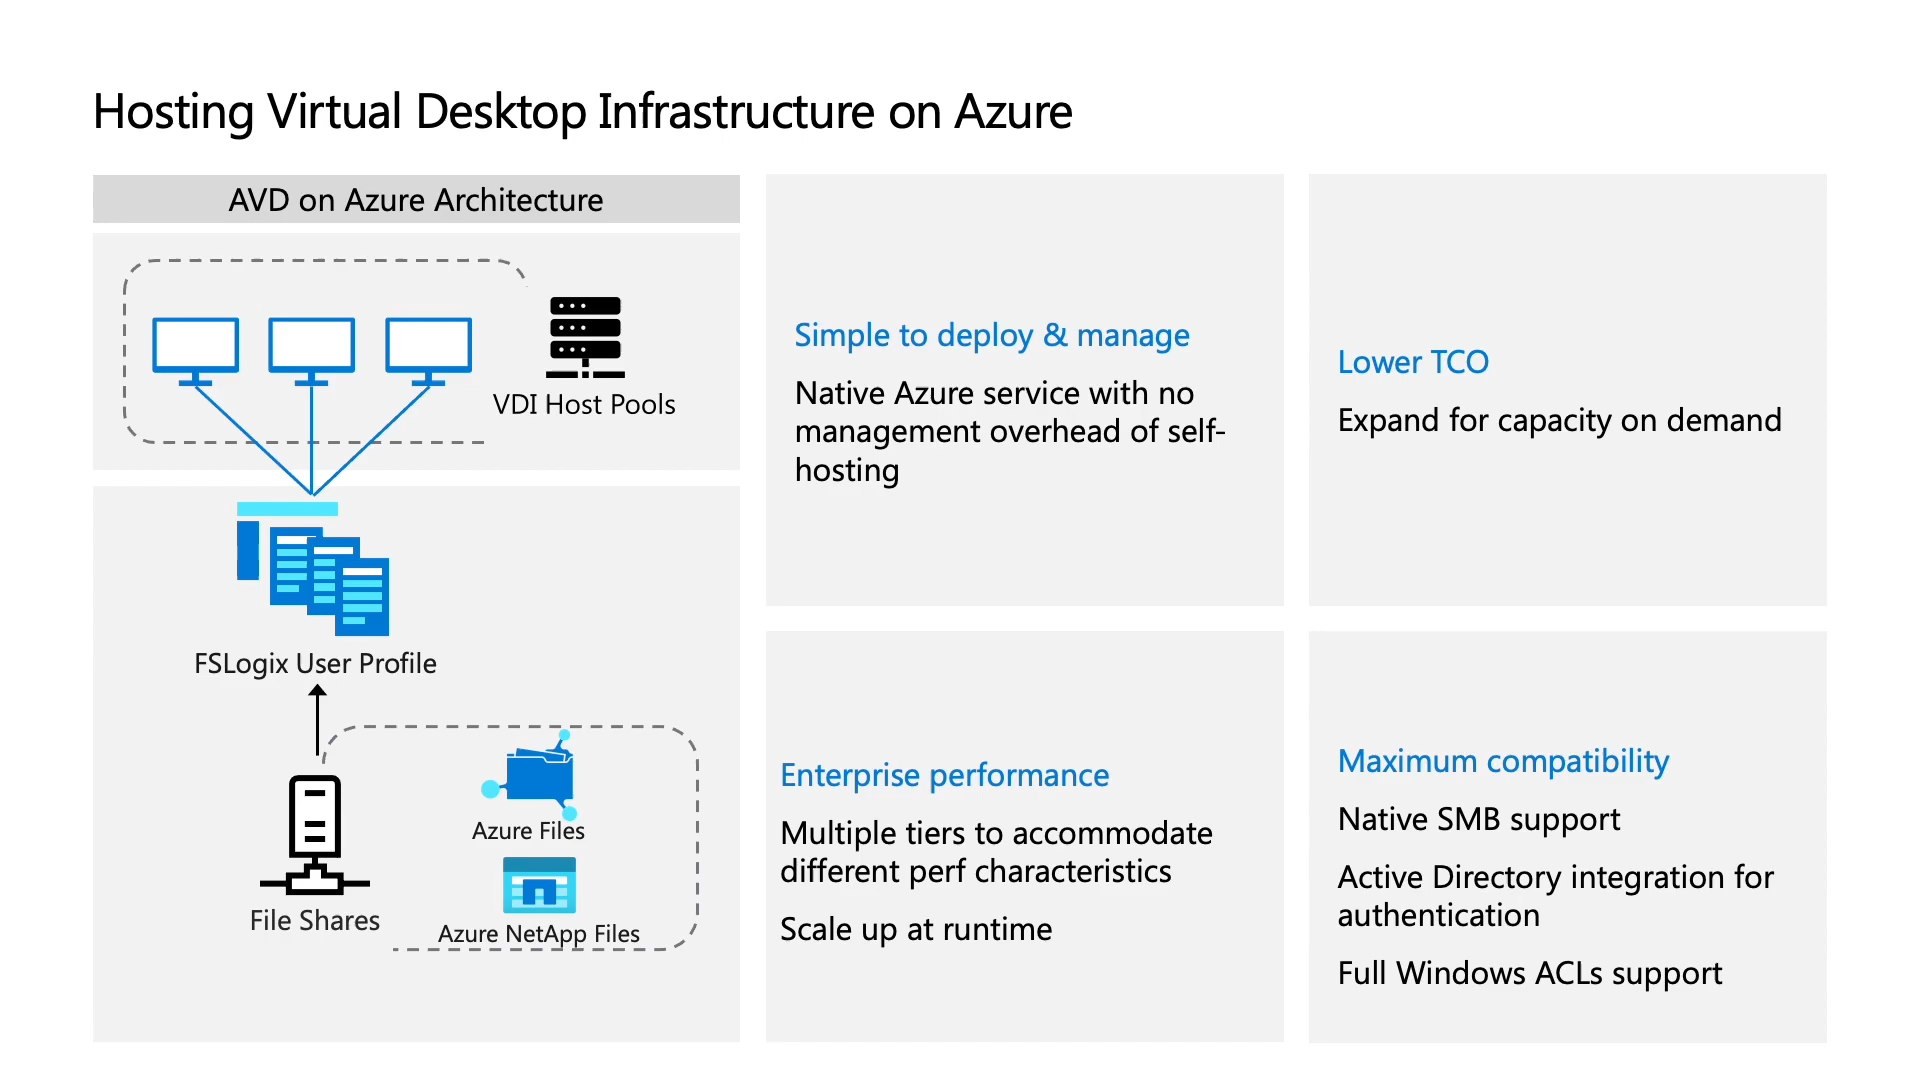 Hosting Virtual Desktop Infrastructure on Azure
AVD on Azure Architecture
VDI Host Pools
FSLogix User Profile
File Shares
Azure Files
Azure NetApp Files
Simple to deploy & manage
Native Azure service with no
management overhead of self-
hosting
Lower TCO
Expand for capacity on demand
Enterprise performance
Multiple tiers to accommodate
different perf characteristics
Scale up at runtime
Maximum compatibility
Native SMB support
Active Directory integration for
authentication
Full Windows ACLs support